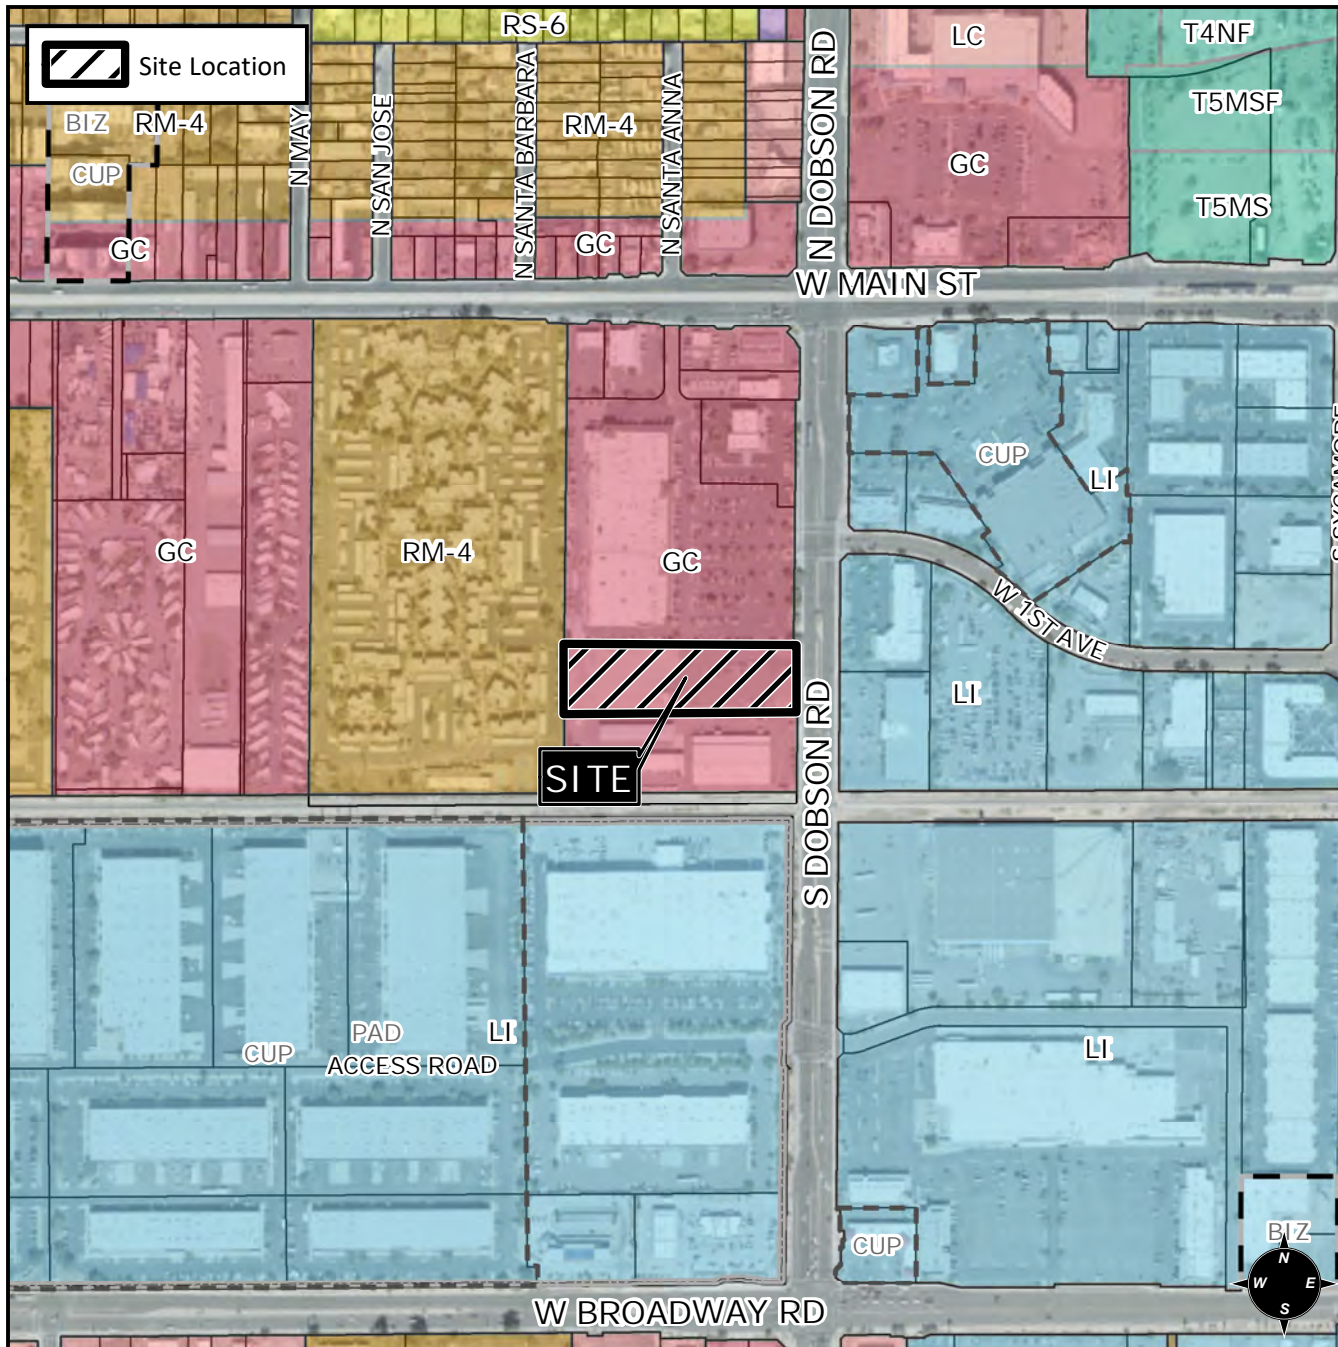 RS-6
LC
T4NF
Site Location
N DOBSON RD
BIZ
RM-4
N MAY
N SAN JOSE
N SANTA BARBARA
RM-4
N SANTA ANNA
T5MSF
CUP
GC
T5MS
GC
GC
W MAIN ST
CUP
LI
GC
RM-4
GC
W 1ST AVE
LI
SITE
S DOBSON RD
PAD
LI
CUP
ACCESS ROAD
LI
CUP
BIZ
N
W
E
S
W BROADWAY RD